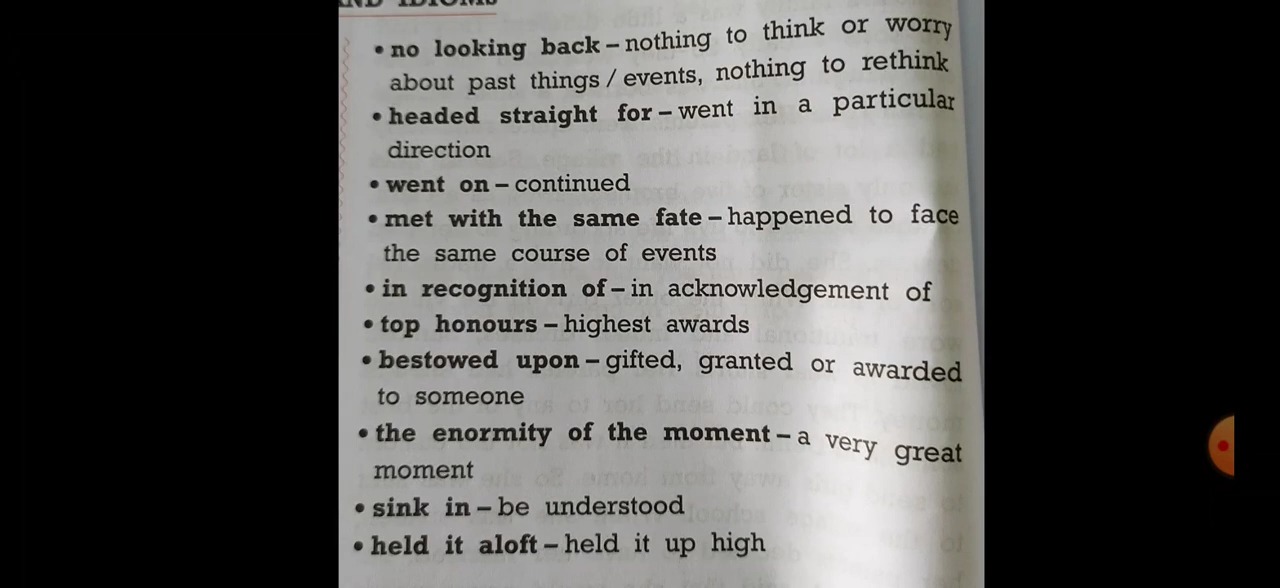 AND IDIOMS
• no looking back – nothing to think or worry
about past things / events, nothing to rethink
• headed straight for – went in a particular
direction
• went on – continued
• met with the same fate – happened to face
the same course of events
• in recognition of – in acknowledgement of
• top honours – highest awards
• bestowed upon – gifted, granted or awarded
to someone
• the enormity of the moment – a very great
moment
• sink in – be understood
• held it aloft – held it up high